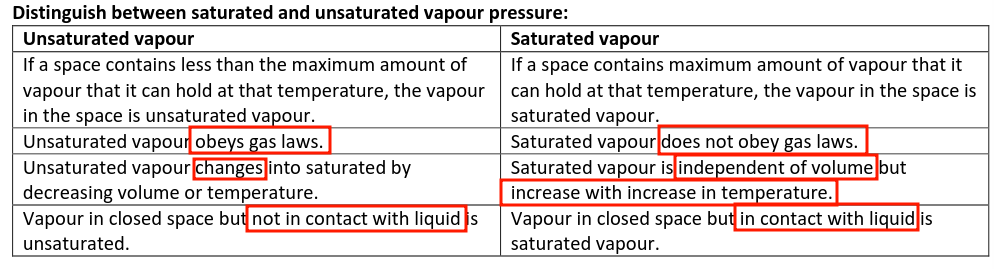 Distinguish between saturated and unsaturated vapour pressure:
Unsaturated vapour
Saturated vapour
If a space contains less than the maximum amount of
vapour that it can hold at that temperature, the vapour
in the space is unsaturated vapour.
If a space contains maximum amount of vapour that it
can hold at that temperature, the vapour in the space is
saturated vapour.
Unsaturated vapour obeys gas laws.
Saturated vapour does not obey gas laws.
Unsaturated vapour changes into saturated by
decreasing volume or temperature.
Saturated vapour is independent of volume but
increase with increase in temperature.
Vapour in closed space but not in contact with liquid is
unsaturated.
Vapour in closed space but in contact with liquid is
saturated vapour.